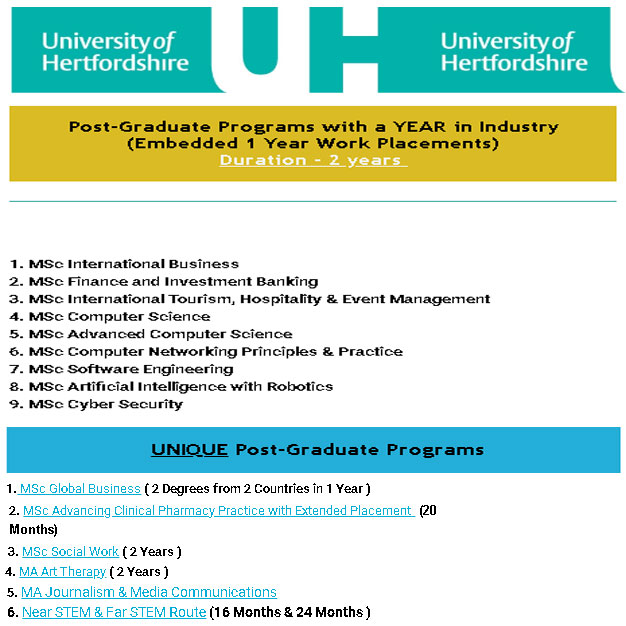 University of
Hertfordshire
UH
University of
Hertfordshire
Post-Graduate Programs with a YEAR in Industry
(Embedded 1 Year Work Placements)
Duration - 2 years
1. MSc International Business
2. MSc Finance and Investment Banking
3. MSc International Tourism, Hospitality & Event Management
4. MSc Computer Science
5. MSc Advanced Computer Science
6. MSc Computer Networking Principles & Practice
7. MSc Software Engineering
8. MSc Artificial Intelligence with Robotics
9. MSc Cyber Security
UNIQUE Post-Graduate Programs
1. MSc Global Business ( 2 Degrees from 2 Countries in 1 Year )
2. MSc Advancing Clinical Pharmacy Practice with Extended Placement (20
Months)
3. MSc Social Work ( 2 Years )
4. MA Art Therapy ( 2 Years )
5. MA Journalism & Media Communications
6. Near STEM & Far STEM Route (16 Months & 24 Months )